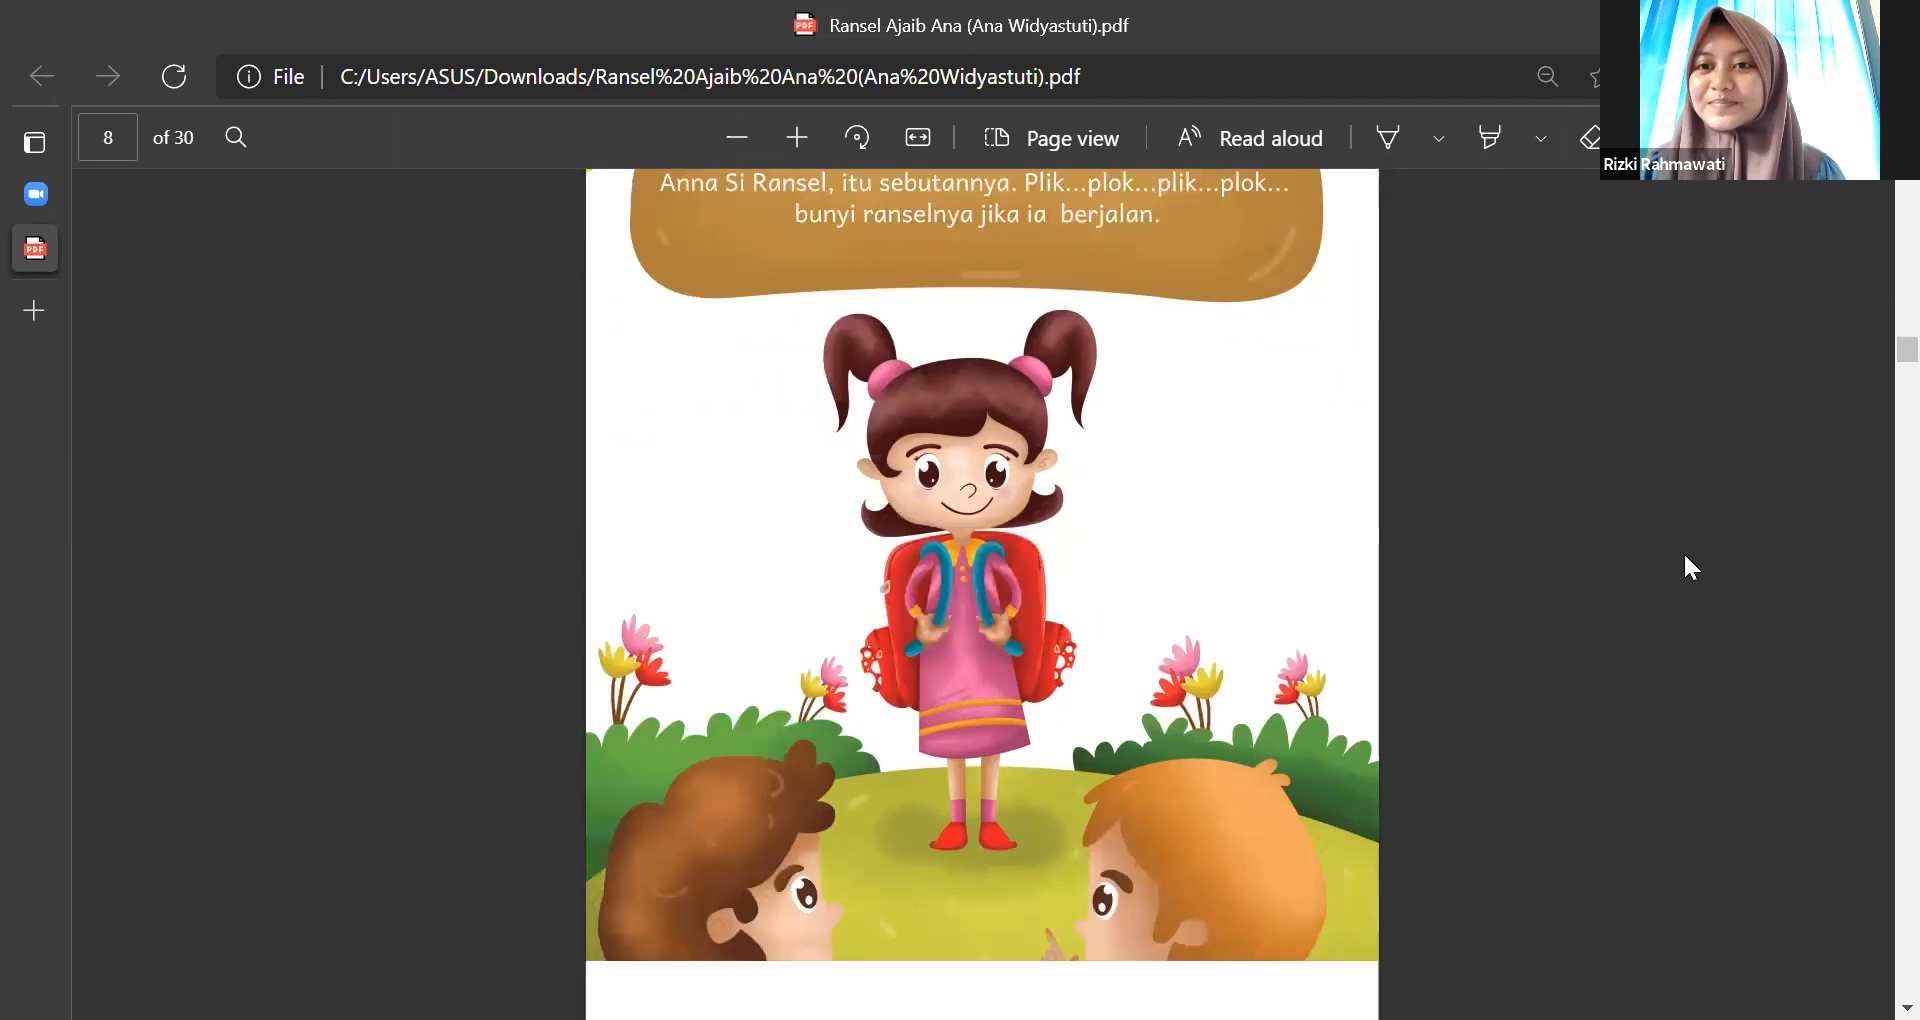 Ransel Ajaib Ana (Ana Widyastuti).pdf
File
C:/Users/ASUS/Downloads/Ransel%20Ajaib%20Ana%20(Ana%20Widyastuti).pdf
8 of 30
Page view
Read aloud
Rizki Rahmawati
PDF
Anna Si Ransel, itu sebutannya. Plik...plok...plik...plok...
bunyi ranselnya jika ia berjalan.